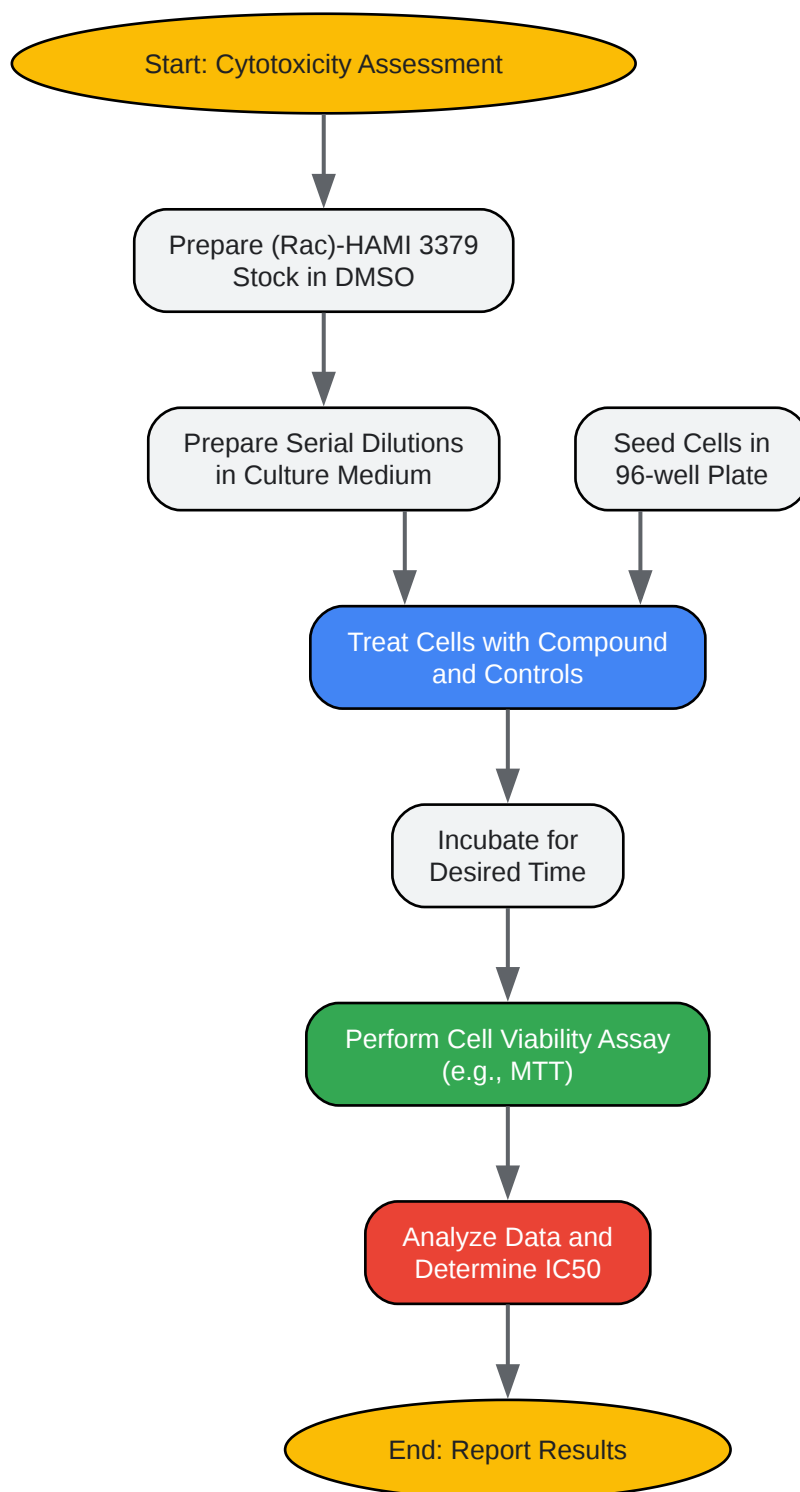 Start: Cytotoxicity Assessment
Prepare (Rac)-HAMI 3379
Stock in DMSO
Prepare Serial Dilutions
in Culture Medium
Seed Cells in
96-well Plate
Treat Cells with Compound
and Controls
Incubate for
Desired Time
Perform Cell Viability Assay
(e.g., MTT)
Analyze Data and
Determine IC50
End: Report Results